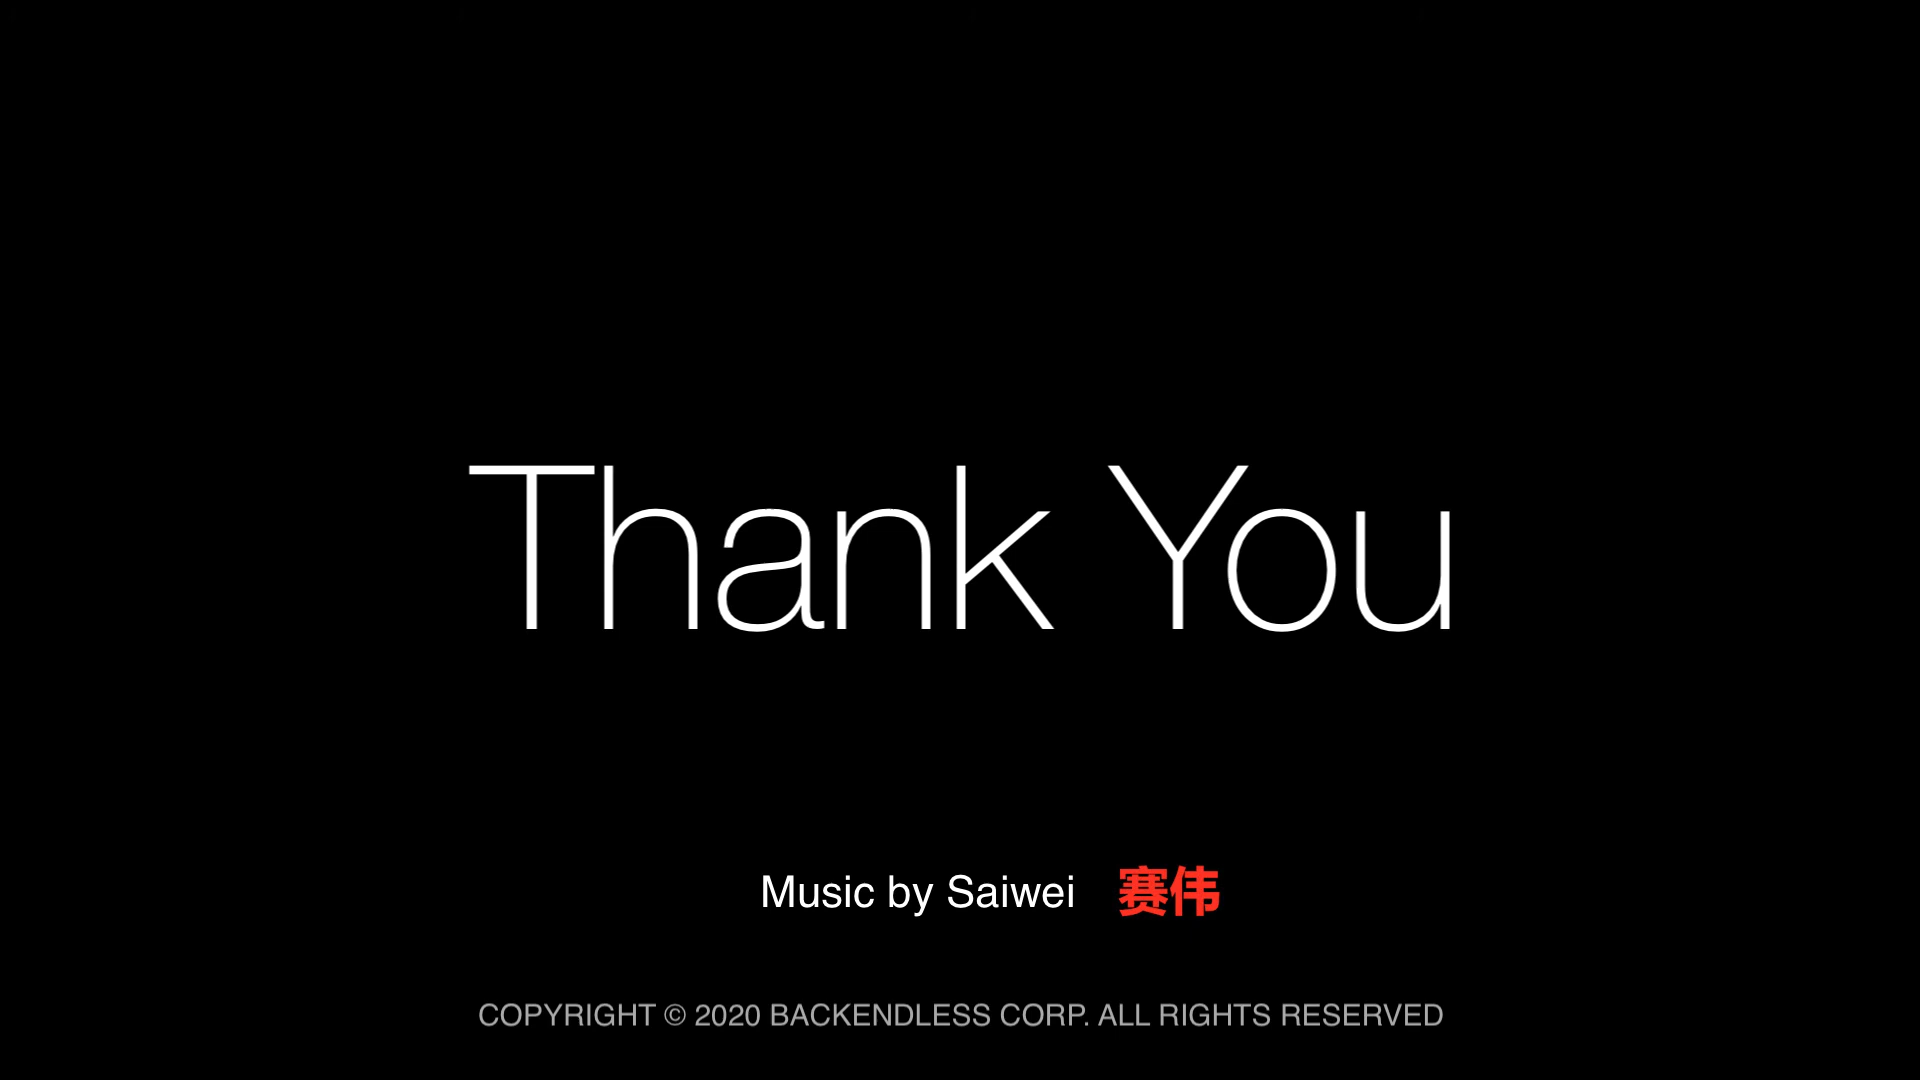 Thank You
Music by Saiwei 赛伟
COPYRIGHT © 2020 BACKENDLESS CORP. ALL RIGHTS RESERVED